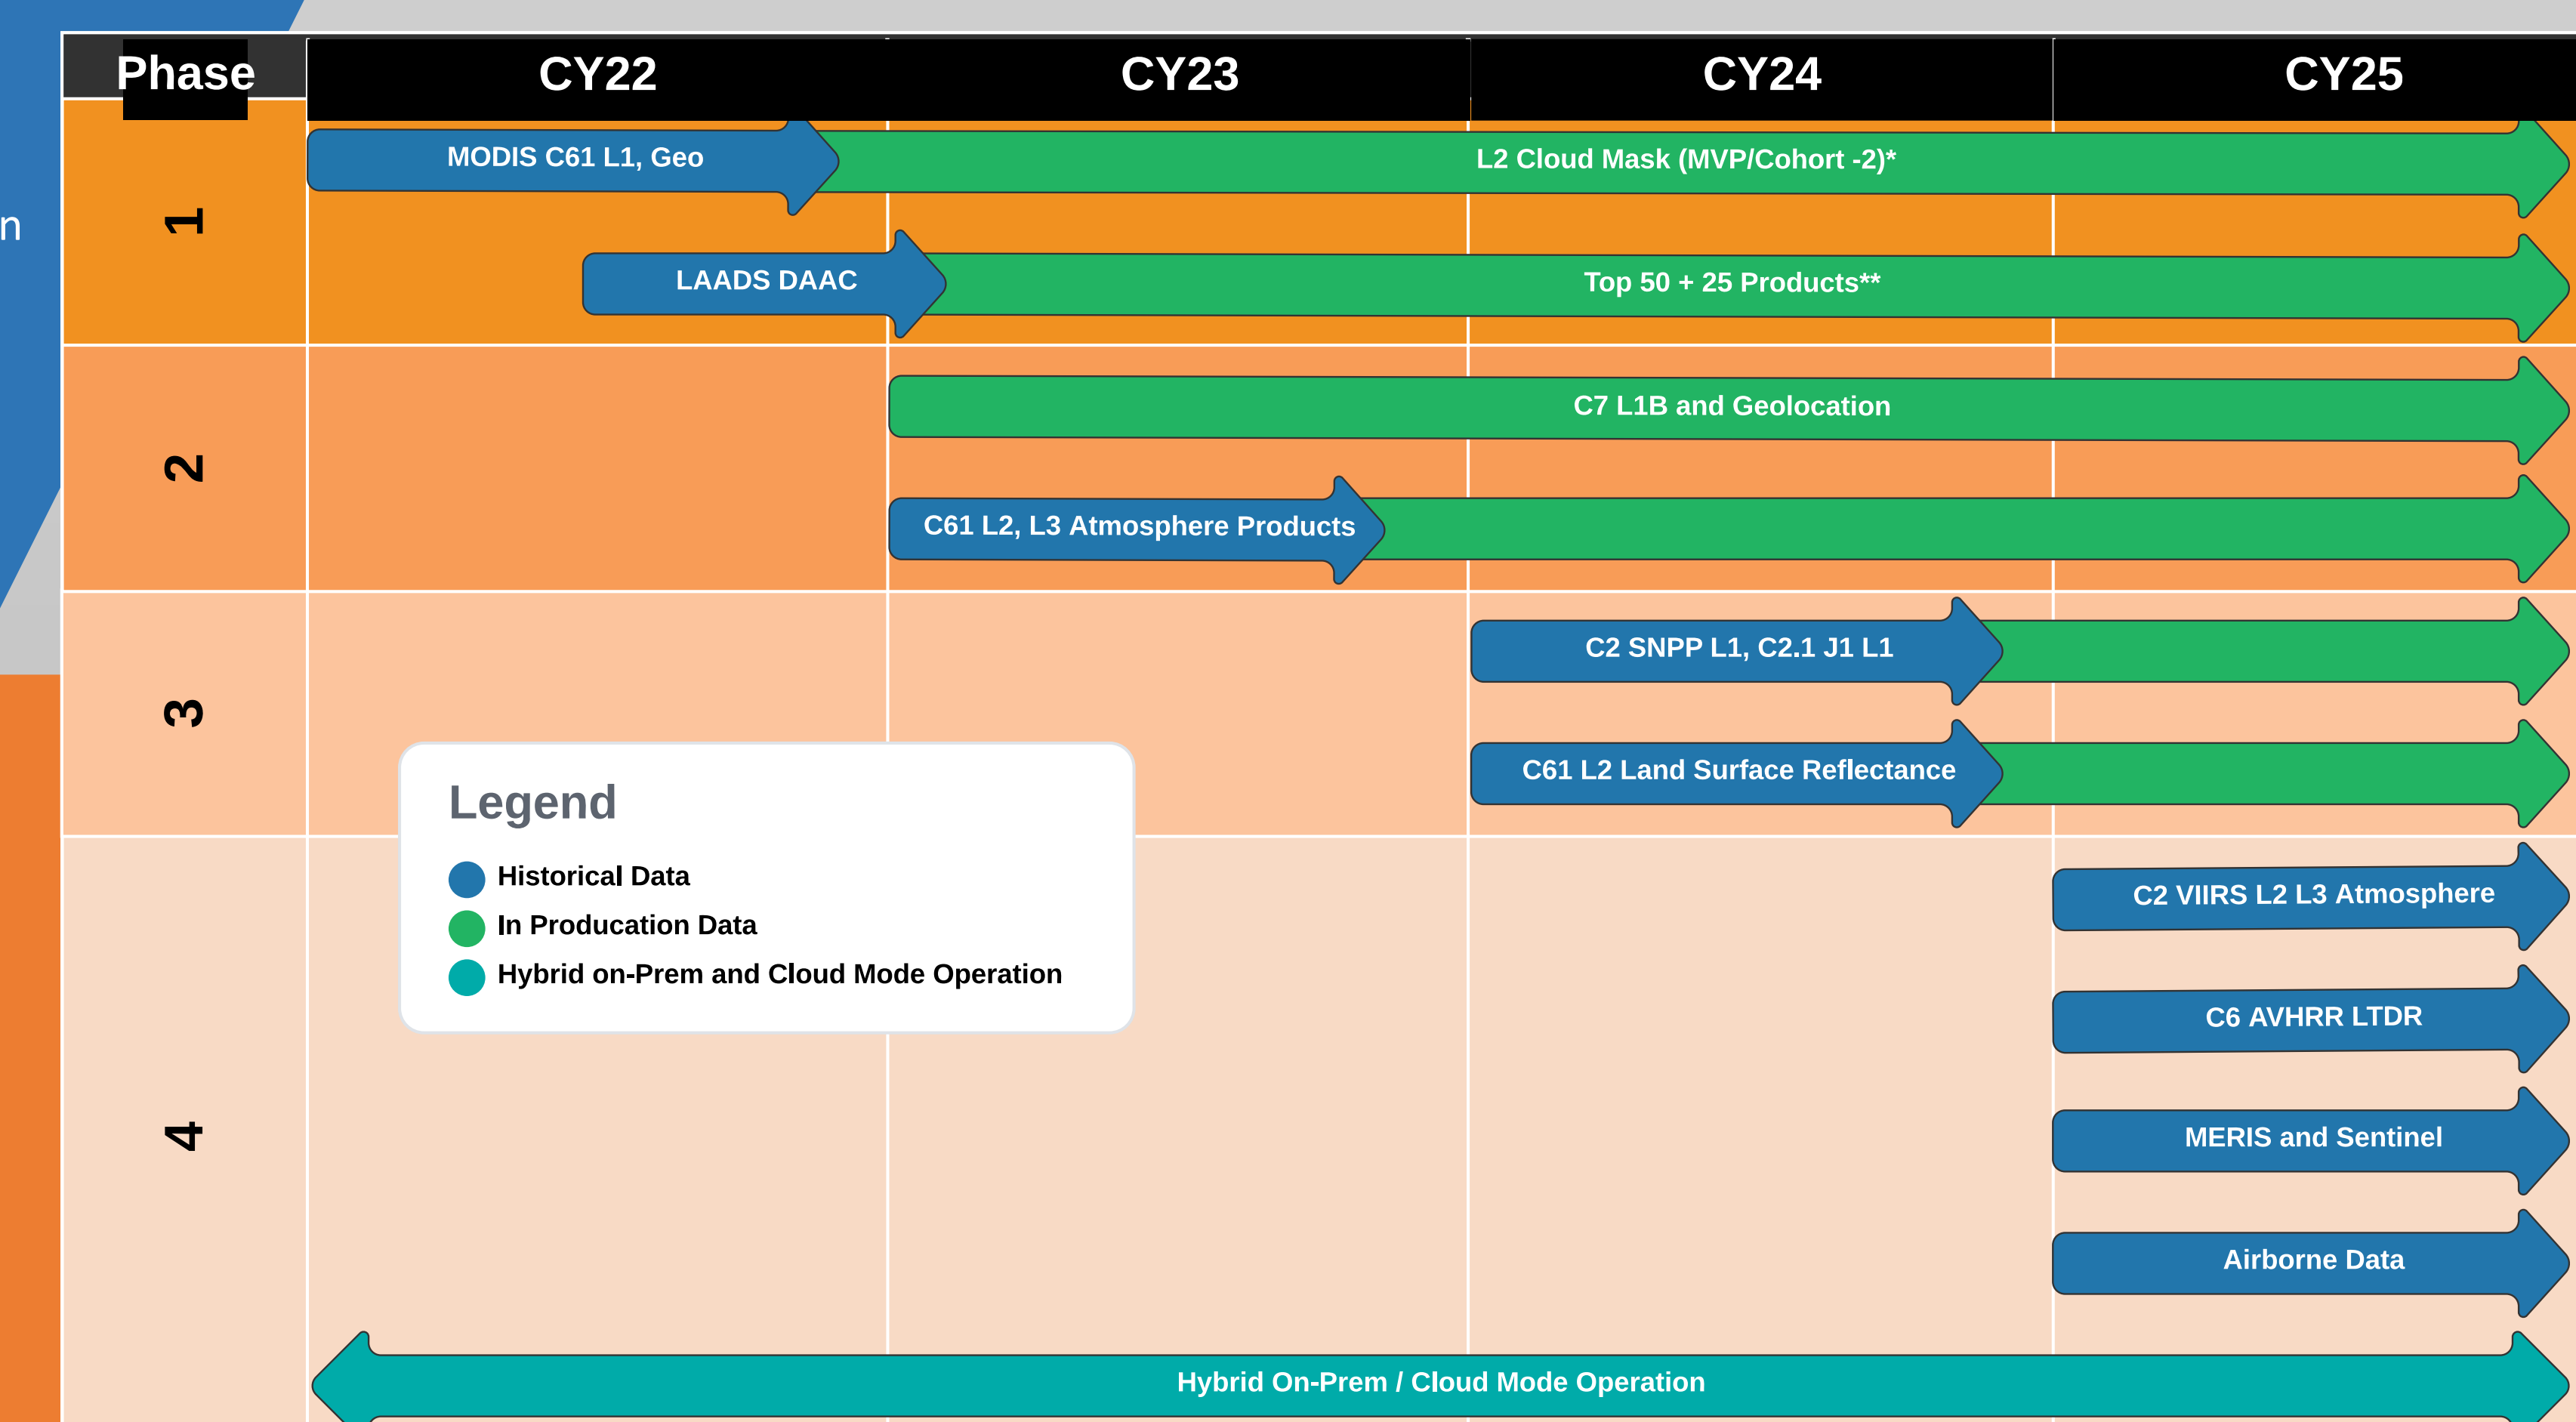 Phase
CY22
CY23
CY24
CY25
n
1
MODIS C61 L1, Geo
L2 Cloud Mask (MVP/Cohort -2)*
LAADS DAAC
Top 50 + 25 Products**
2
C7 L1B and Geolocation
C61 L2, L3 Atmosphere Products
3
C2 SNPP L1, C2.1 J1 L1
C61 L2 Land Surface Reflectance
Legend
Historical Data
In Producation Data
Hybrid on-Prem and Cloud Mode Operation
4
C2 VIIRS L2 L3 Atmosphere
C6 AVHRR LTDR
MERIS and Sentinel
Airborne Data
Hybrid On-Prem / Cloud Mode Operation